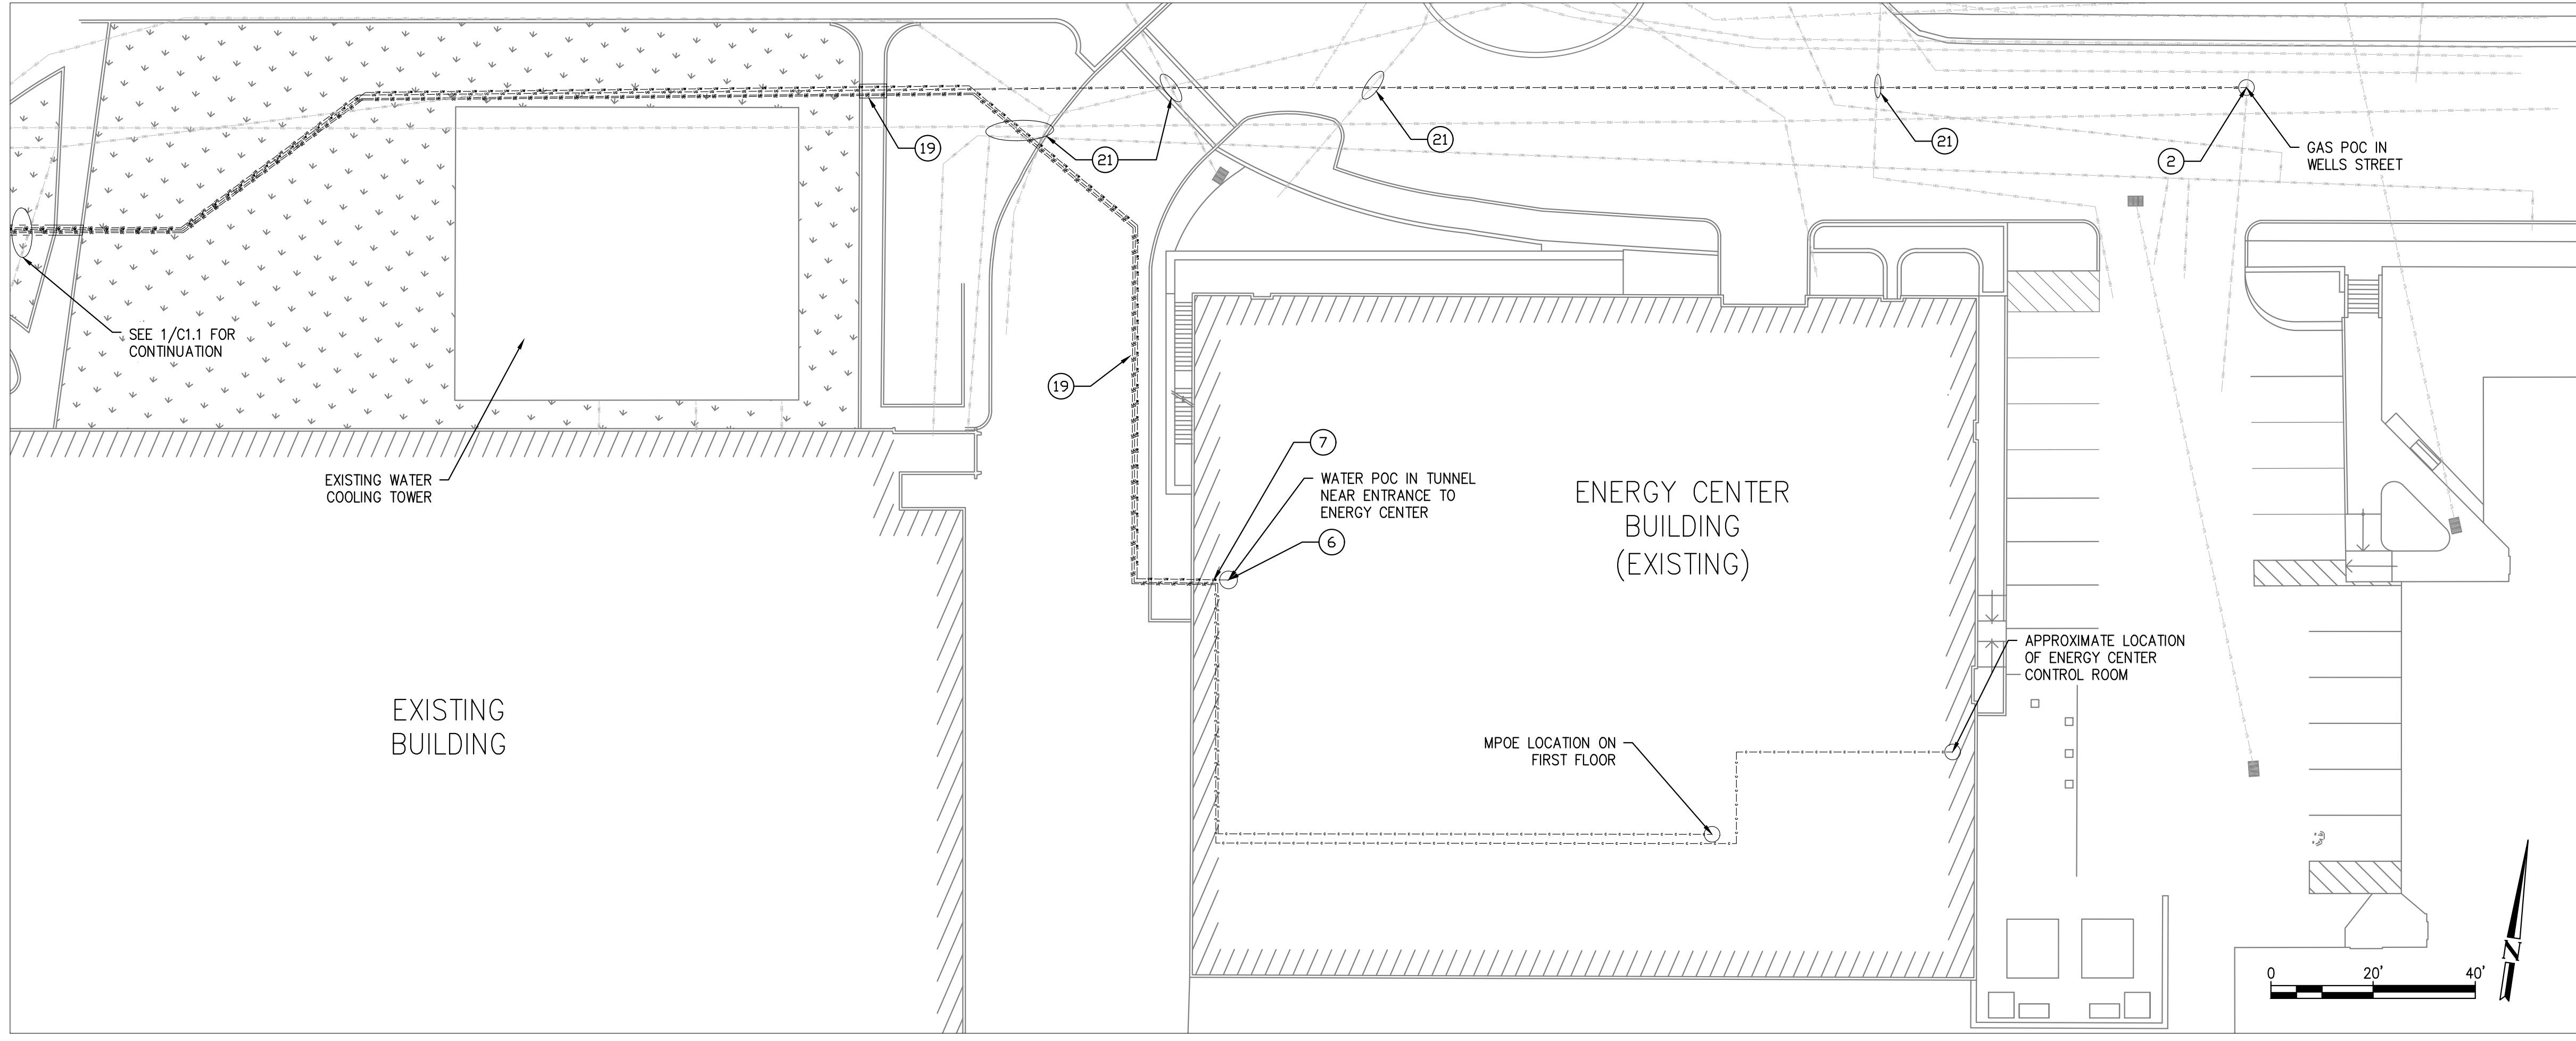 19
21
21
21
2
GAS POC IN
WELLS STREET
SEE 1/C1.1 FOR
CONTINUATION
19
EXISTING WATER
COOLING TOWER
7
WATER POC IN TUNNEL
NEAR ENTRANCE TO
ENERGY CENTER
6
ENERGY CENTER
BUILDING
(EXISTING)
APPROXIMATE LOCATION
OF ENERGY CENTER
CONTROL ROOM
EXISTING
BUILDING
MPOE LOCATION ON
FIRST FLOOR
N
0 20' 40'